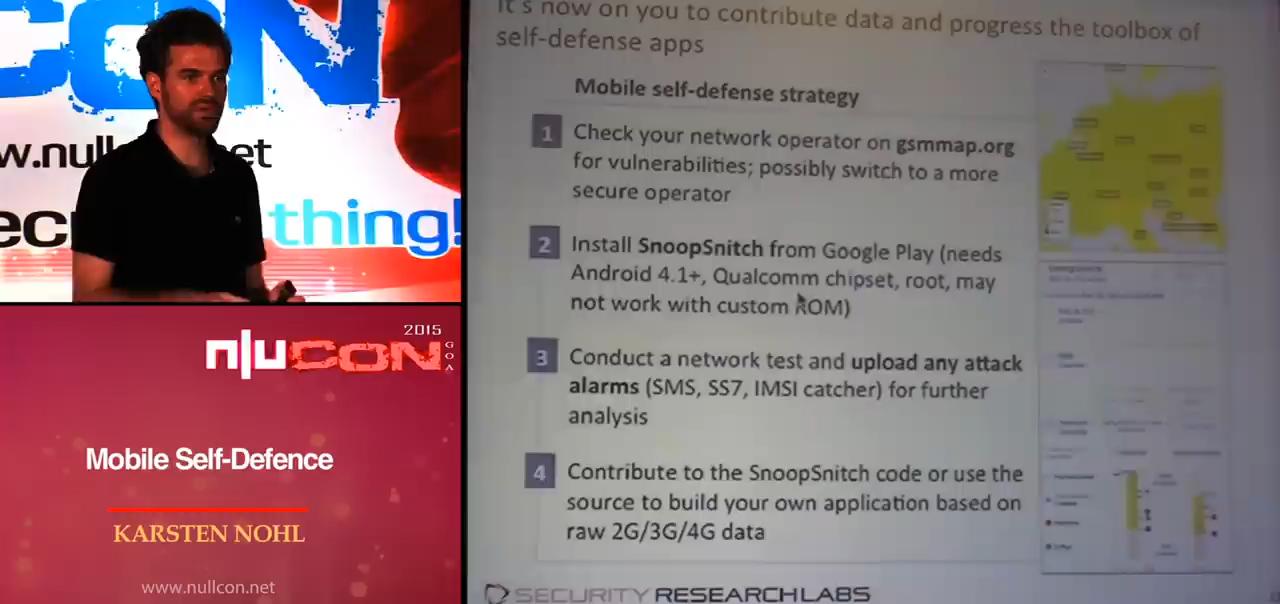 CON
w.null
et
ec
thing!
n|uCON
2015
GOA
Mobile Self-Defence
KARSTEN NOHL
www.nullcon.net
It's now on you to contribute data and progress the toolbox of
self-defense apps
Mobile self-defense strategy
1 Check your network operator on gsmmap.org
for vulnerabilities; possibly switch to a more
secure operator
2 Install SnoopSnitch from Google Play (needs
Android 4.1+, Qualcomm chipset, root, may
not work with custom ROM)
3 Conduct a network test and upload any attack
alarms (SMS, SS7, IMSI catcher) for further
analysis
4 Contribute to the SnoopSnitch code or use the
source to build your own application based on
raw 2G/3G/4G data
SECURITY RESEARCH LABS